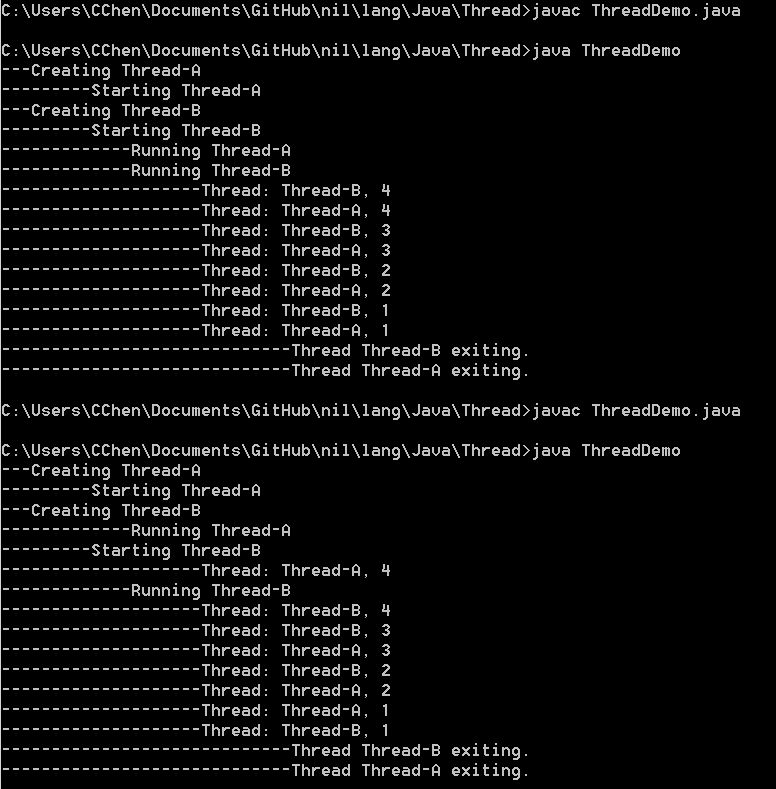 C:\Users\CChen\Documents\GitHub\nil\lang\Java\Thread>javac ThreadDemo.java
C:\Users\CChen\Documents\GitHub\nil\lang\Java\Thread>java ThreadDemo
---Creating Thread-A
---------Starting Thread-A
---Creating Thread-B
---------Starting Thread-B
-------------Running Thread-A
-------------Running Thread-B
--------------------Thread: Thread-B, 4
--------------------Thread: Thread-A, 4
--------------------Thread: Thread-B, 3
--------------------Thread: Thread-A, 3
--------------------Thread: Thread-B, 2
--------------------Thread: Thread-A, 2
--------------------Thread: Thread-B, 1
--------------------Thread: Thread-A, 1
-----------------------------Thread Thread-B exiting.
-----------------------------Thread Thread-A exiting.
C:\Users\CChen\Documents\GitHub\nil\lang\Java\Thread>javac ThreadDemo.java
C:\Users\CChen\Documents\GitHub\nil\lang\Java\Thread>java ThreadDemo
---Creating Thread-A
---------Starting Thread-A
---Creating Thread-B
-------------Running Thread-A
---------Starting Thread-B
--------------------Thread: Thread-A, 4
-------------Running Thread-B
--------------------Thread: Thread-B, 4
--------------------Thread: Thread-B, 3
--------------------Thread: Thread-A, 3
--------------------Thread: Thread-B, 2
--------------------Thread: Thread-A, 2
--------------------Thread: Thread-A, 1
--------------------Thread: Thread-B, 1
-----------------------------Thread Thread-B exiting.
-----------------------------Thread Thread-A exiting.